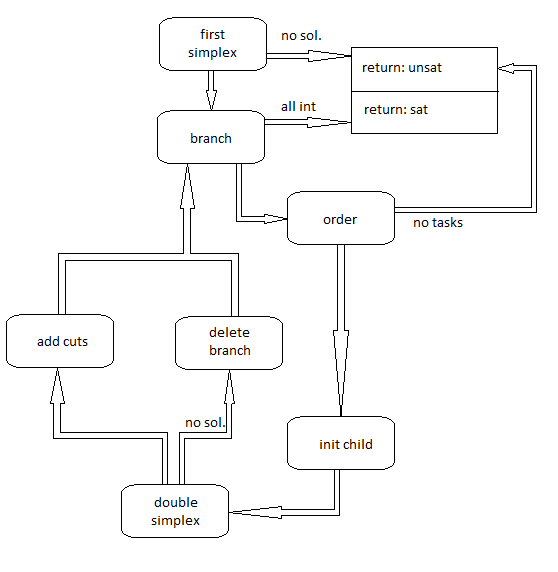 first
simplex
no sol.
return: unsat
all int
return: sat
branch
order
no tasks
add cuts
delete
branch
no sol.
init child
double
simplex